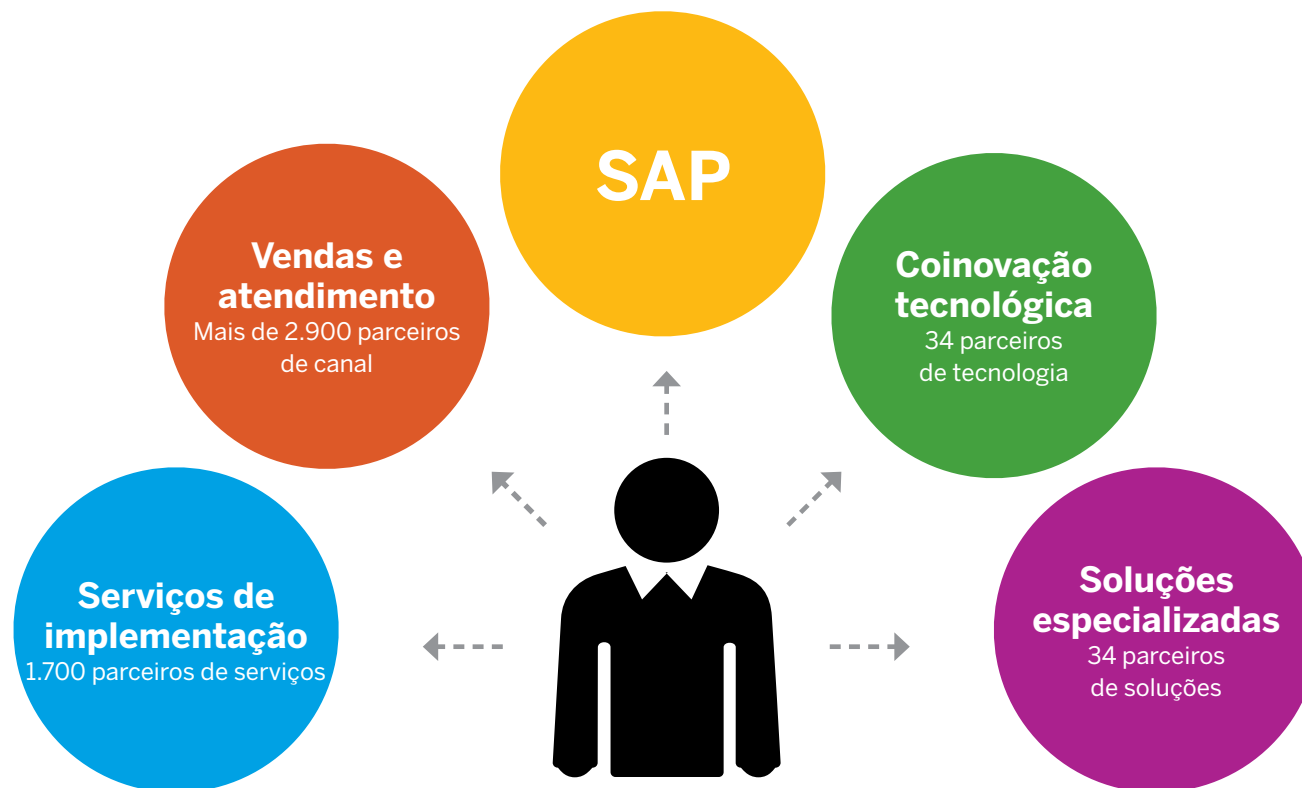 SAP
Vendas e
atendimento
Mais de 2.900 parceiros
de canal
Coinovação
tecnológica
34 parceiros
de tecnologia
Serviços de
implementação
1.700 parceiros de serviços
Soluções
especializadas
34 parceiros
de soluções